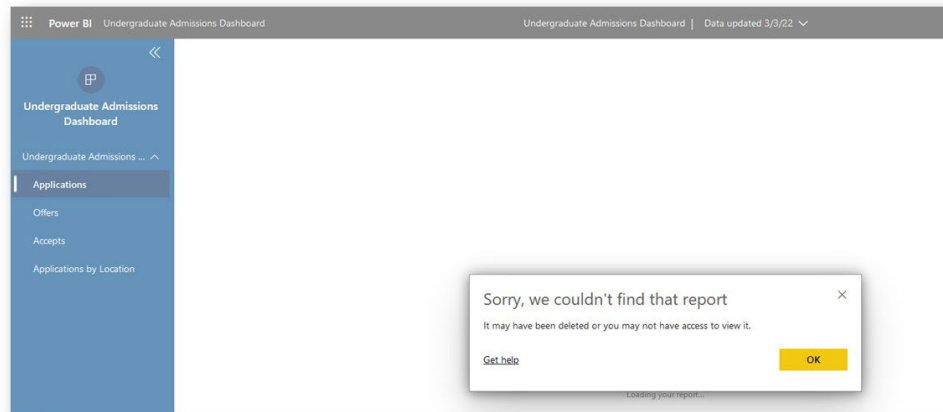 Power BI Undergraduate Admissions Dashboard
Undergraduate Admissions Dashboard | Data updated 3/3/22
Undergraduate Admissions
Dashboard
Undergraduate Admissions ...
Applications
Offers
Accepts
Applications by Location
Sorry, we couldn't find that report
It may have been deleted or you may not have access to view it.
Get help
OK
Loading your report...